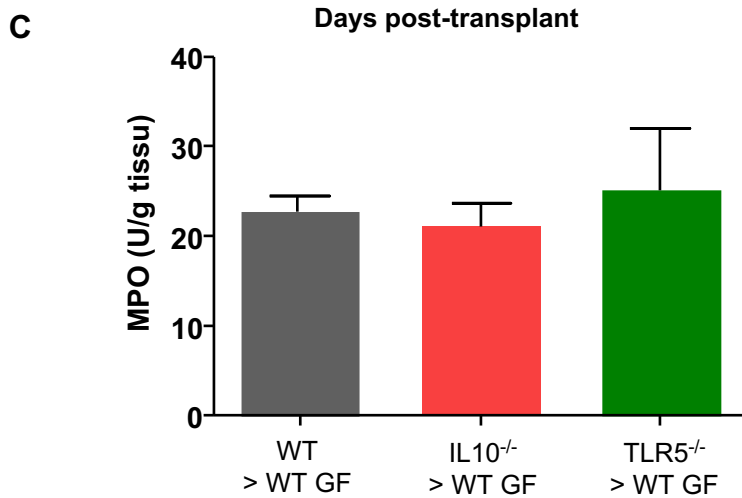 C
Days post-transplant
MPO (U/g tissu)
40
30
20
10
0
WT
> WT GF
IL10-/-
> WT GF
TLR5-/-
> WT GF